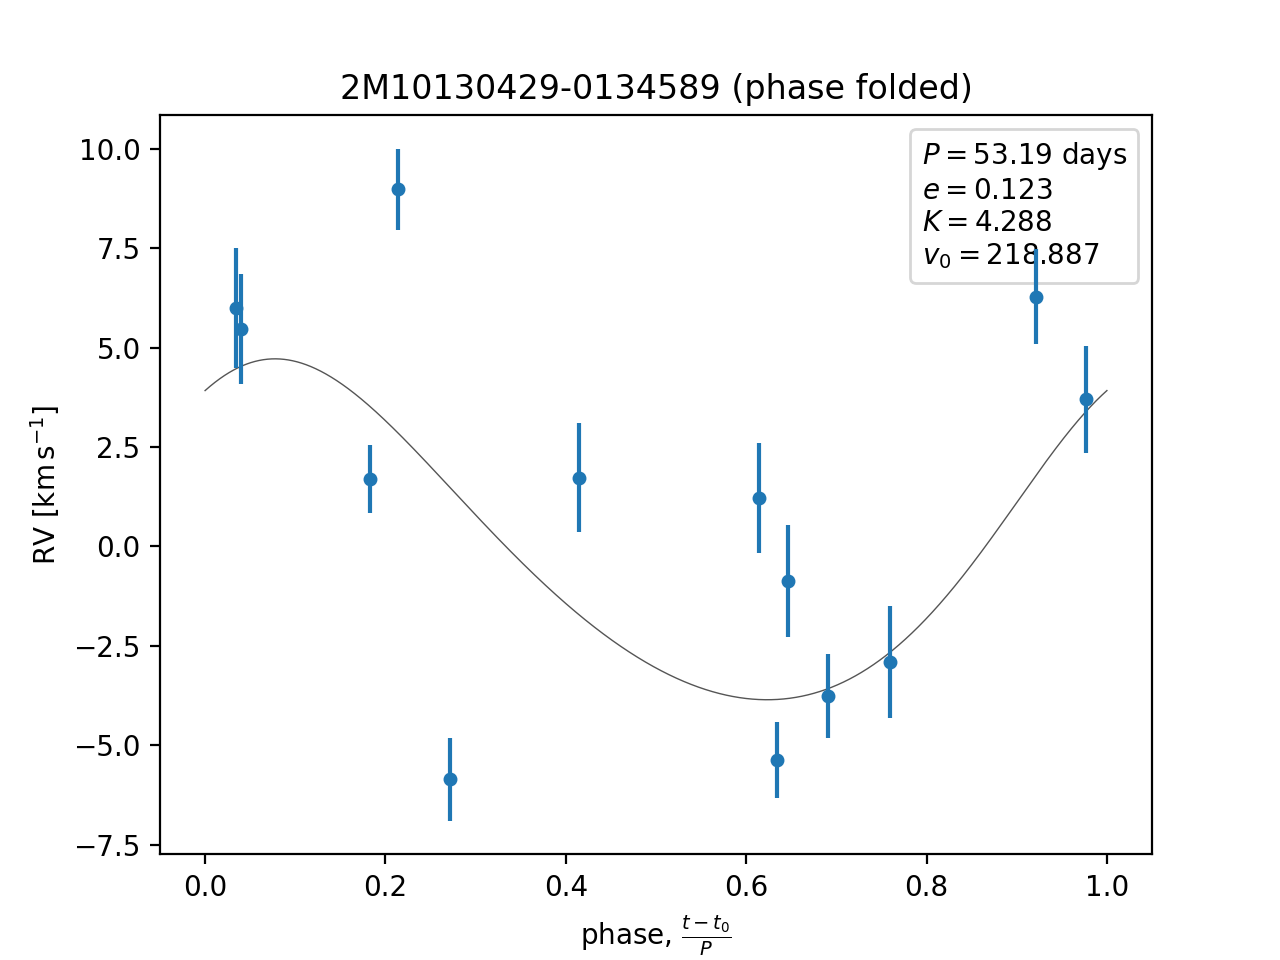 2M10130429-0134589 (phase folded)
P = 53.19 days
e = 0.123
K = 4.288
v₀ = 218.887
10.0
7.5
5.0
2.5
0.0
−2.5
−5.0
−7.5
RV [km s⁻¹]
0.0 0.2 0.4 0.6 0.8 1.0
phase, (t − t₀)/P